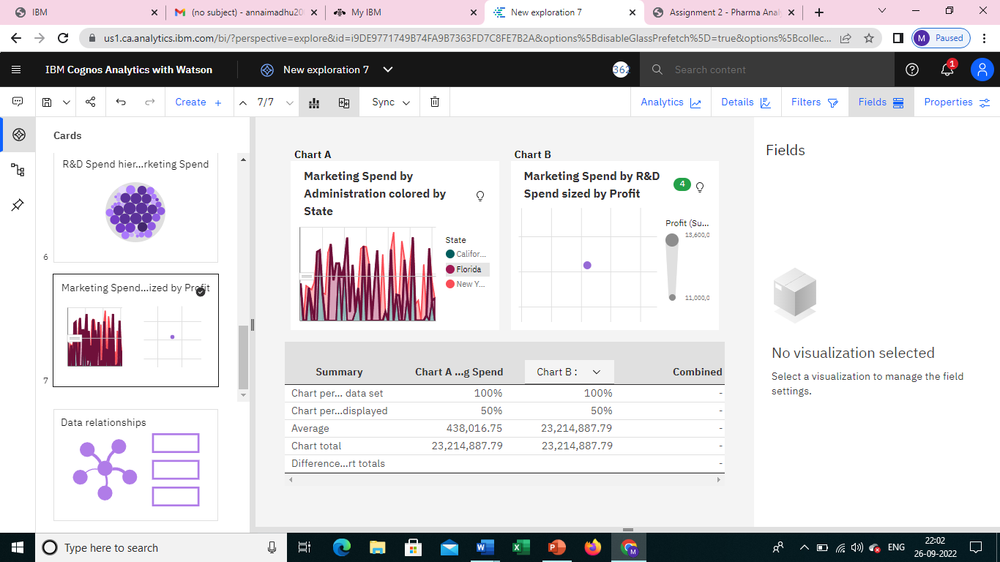 IBM
(no subject) - annaimadhu20
My IBM
New exploration 7
Assignment 2 - Pharma Anal
us1.ca.analytics.ibm.com/bi/?perspective=explore&id=i9DE9771749B74FA9B7363FD7C8FE7B2A&options%5BdisableGlassPrefetch%5D=true&options%5Bcollec...
M Paused
IBM Cognos Analytics with Watson
New exploration 7
362
Search content
1
Create +
7/7
Sync
Analytics
Details
Filters
Fields
Properties
Cards
R&D Spend hier...rketing Spend
6
Marketing Spend...ized by Profit
7
Data relationships
Chart A
Marketing Spend by
Administration colored by
State
State
Califor...
Florida
New Y...
Chart B
Marketing Spend by R&D
Spend sized by Profit
4
Profit (Su...
13,600,0
11,000,0
Summary Chart A ...g Spend Chart B : Combined
Chart per... data set 100% 100% -
Chart per...displayed 50% 50% -
Average 438,016.75 23,214,887.79 -
Chart total 23,214,887.79 23,214,887.79 -
Difference...rt totals -
Fields
No visualization selected
Select a visualization to manage the field
settings.
Type here to search
ENG
22:02
26-09-2022